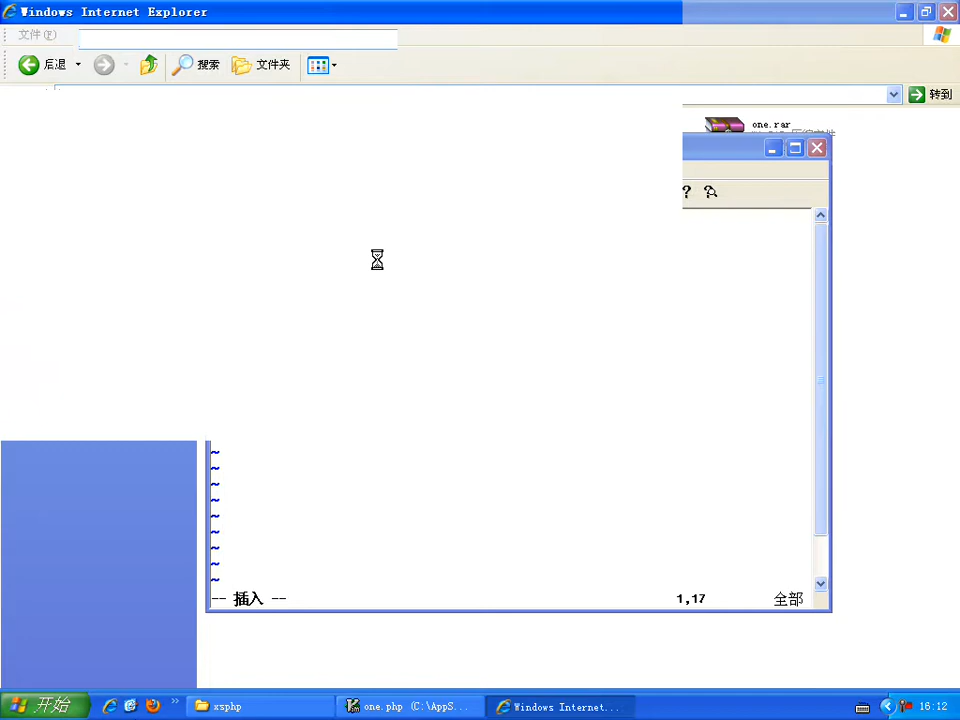 Windows Internet Explorer
文件(F)
后退
搜索
文件夹
转到
one.rar
?
~
~
~
~
~
~
~
~
~
-- 插入 --
1,17
全部
开始
xsphp
one.php (C:\AppS...
Windows Internet...
16:12